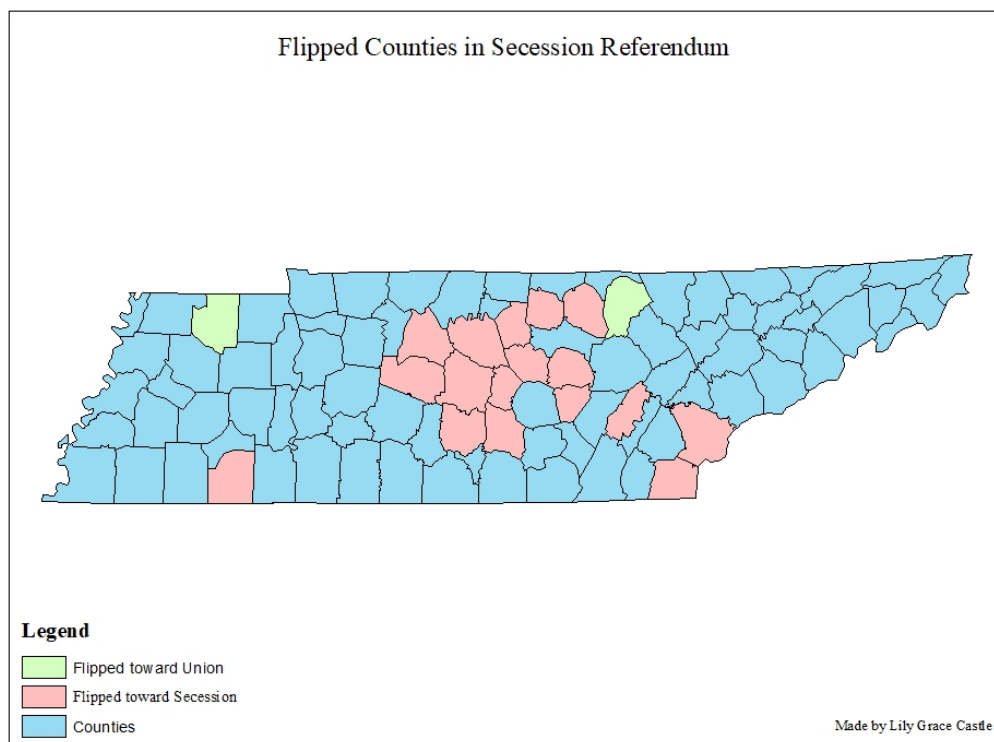 Flipped Counties in Secession Referendum
Legend
Flipped toward Union
Flipped toward Secession
Counties
Made by Lily Grace Castle